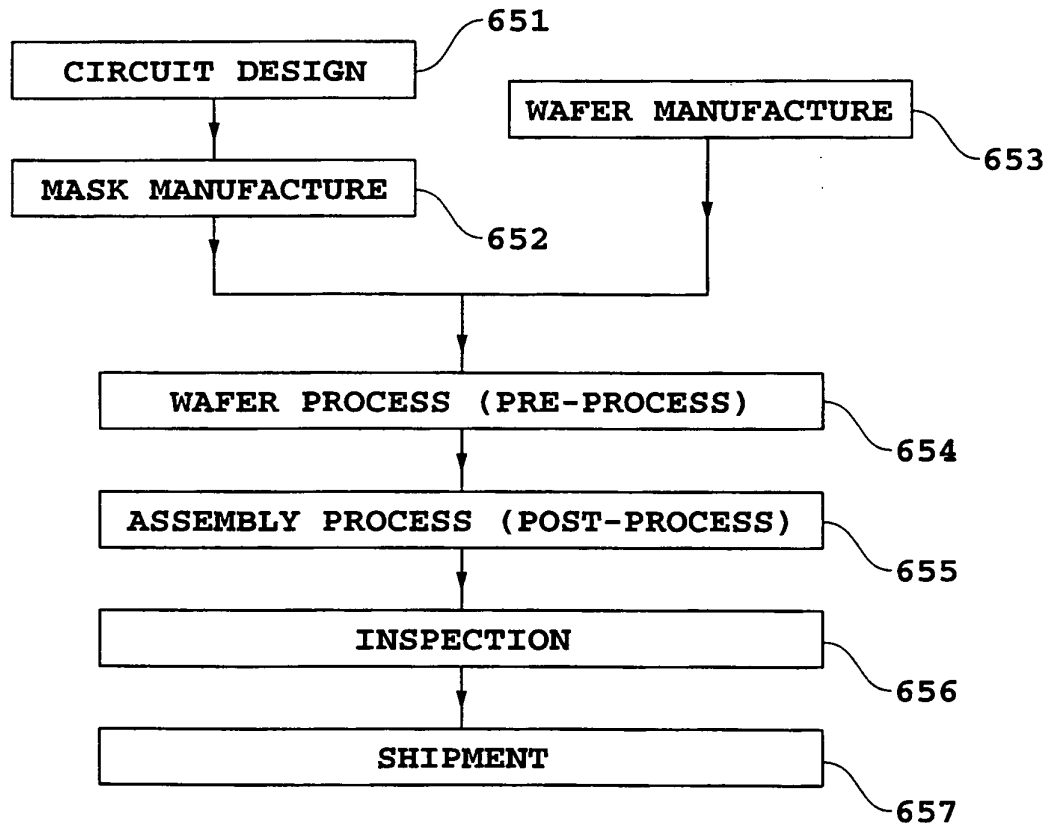 651
CIRCUIT DESIGN
WAFER MANUFACTURE
653
MASK MANUFACTURE
652
WAFER PROCESS (PRE-PROCESS)
654
ASSEMBLY PROCESS (POST-PROCESS)
655
INSPECTION
656
SHIPMENT
657